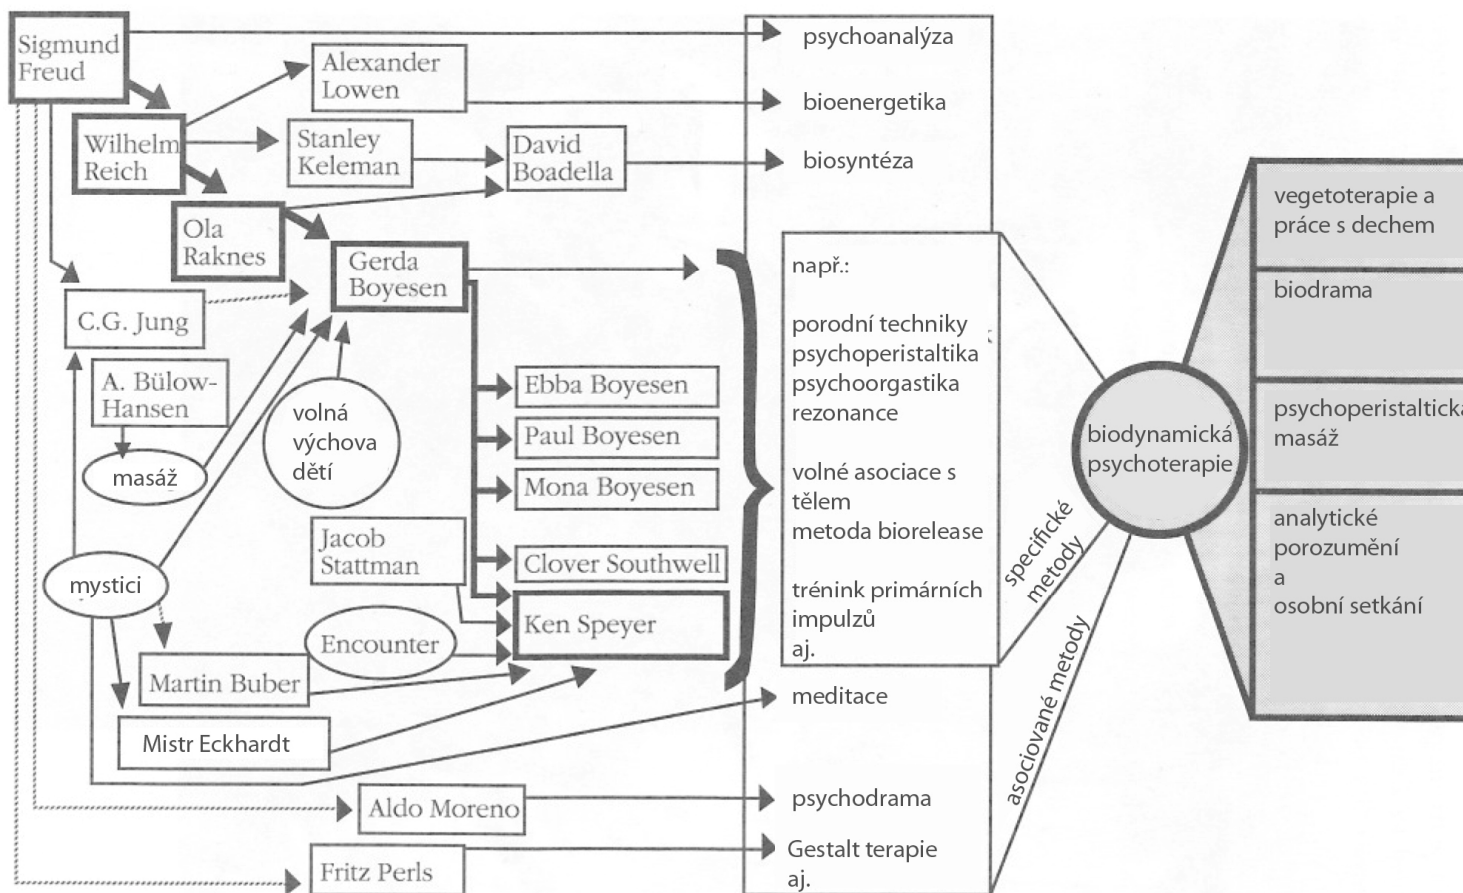 Sigmund
Freud
Alexander
Lowen
Wilhelm
Reich
Stanley
Keleman
David
Boadella
Ola
Raknes
Gerda
Boyesen
C.G. Jung
A. Bülow-
Hansen
masáž
volná
výchova
dětí
Ebba Boyesen
Paul Boyesen
Mona Boyesen
Jacob
Stattman
Clover Southwell
Ken Speyer
mystici
Encounter
Martin Buber
Mistr Eckhardt
Aldo Moreno
Fritz Perls
psychoanalýza
bioenergetika
biosyntéza
např.:
porodní techniky
psychoperistaltika
psychoorgastika
rezonance
volné asociace s
tělem
metoda biorelease
trénink primárních
impulzů
aj.
meditace
psychodrama
Gestalt terapie
aj.
specifické
metody
asociované metody
biodynamická
psychoterapie
vegetoterapie a
práce s dechem
biodrama
psychoperistaltická
masáž
analytické
porozumění
a
osobní setkání